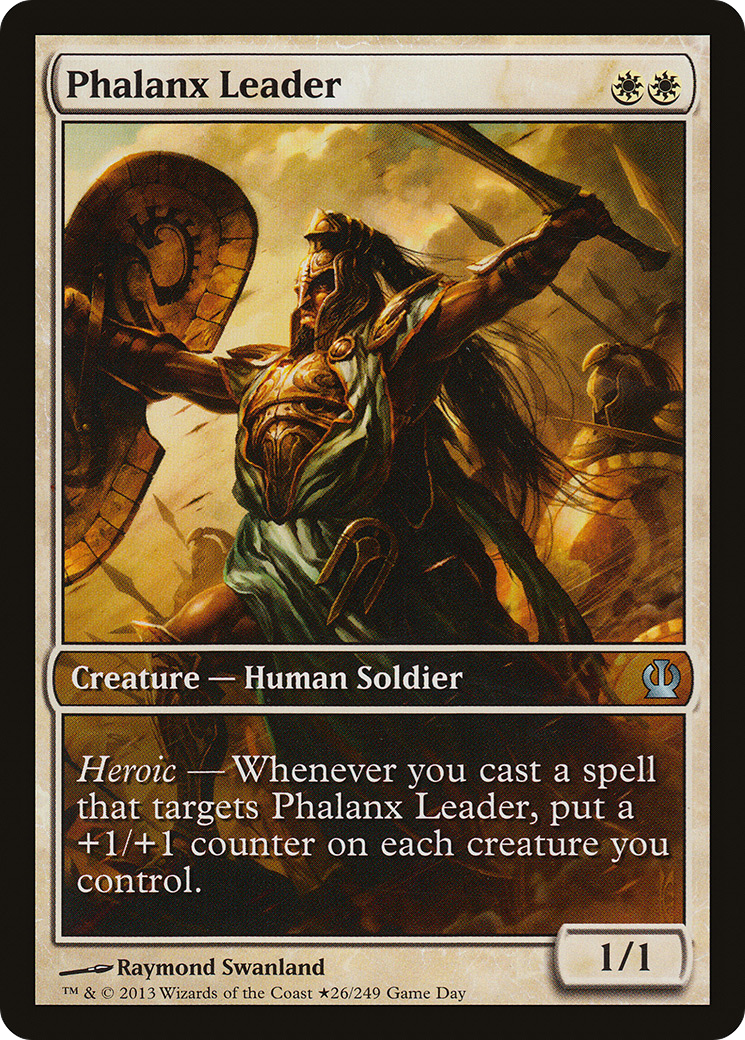 Phalanx Leader
Creature — Human Soldier
Heroic — Whenever you cast a spell
that targets Phalanx Leader, put a
+1/+1 counter on each creature you
control.
1/1
Raymond Swanland
™ & © 2013 Wizards of the Coast ★26/249 Game Day